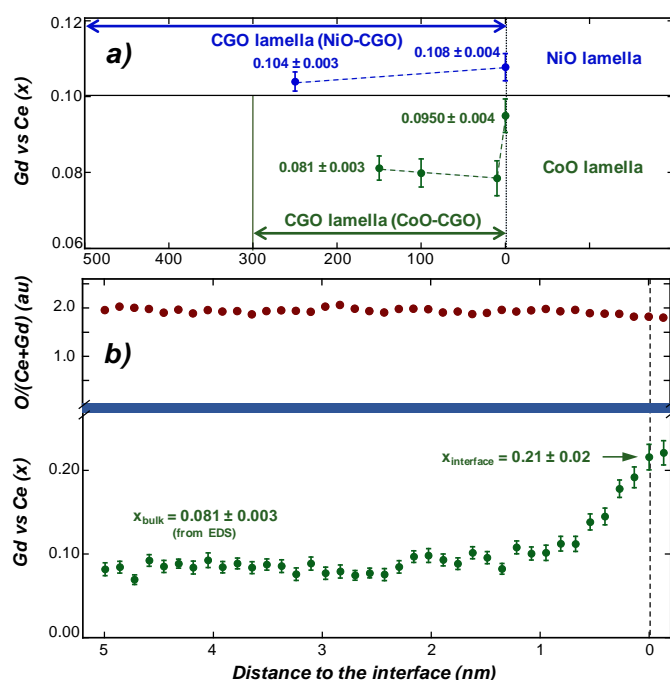 a)
CGO lamella (NiO-CGO)
0.104 ± 0.003
0.108 ± 0.004
NiO lamella
0.0950 ± 0.004
0.081 ± 0.003
CoO lamella
CGO lamella (CoO-CGO)
Gd vs Ce (x)
0.12
0.10
0.08
0.06
500 400 300 200 100 0
b)
O/(Ce+Gd) (au)
2.0
1.0
x interface = 0.21 ± 0.02
x bulk = 0.081 ± 0.003
(from EDS)
Gd vs Ce (x)
0.20
0.10
0.00
5 4 3 2 1 0
Distance to the interface (nm)